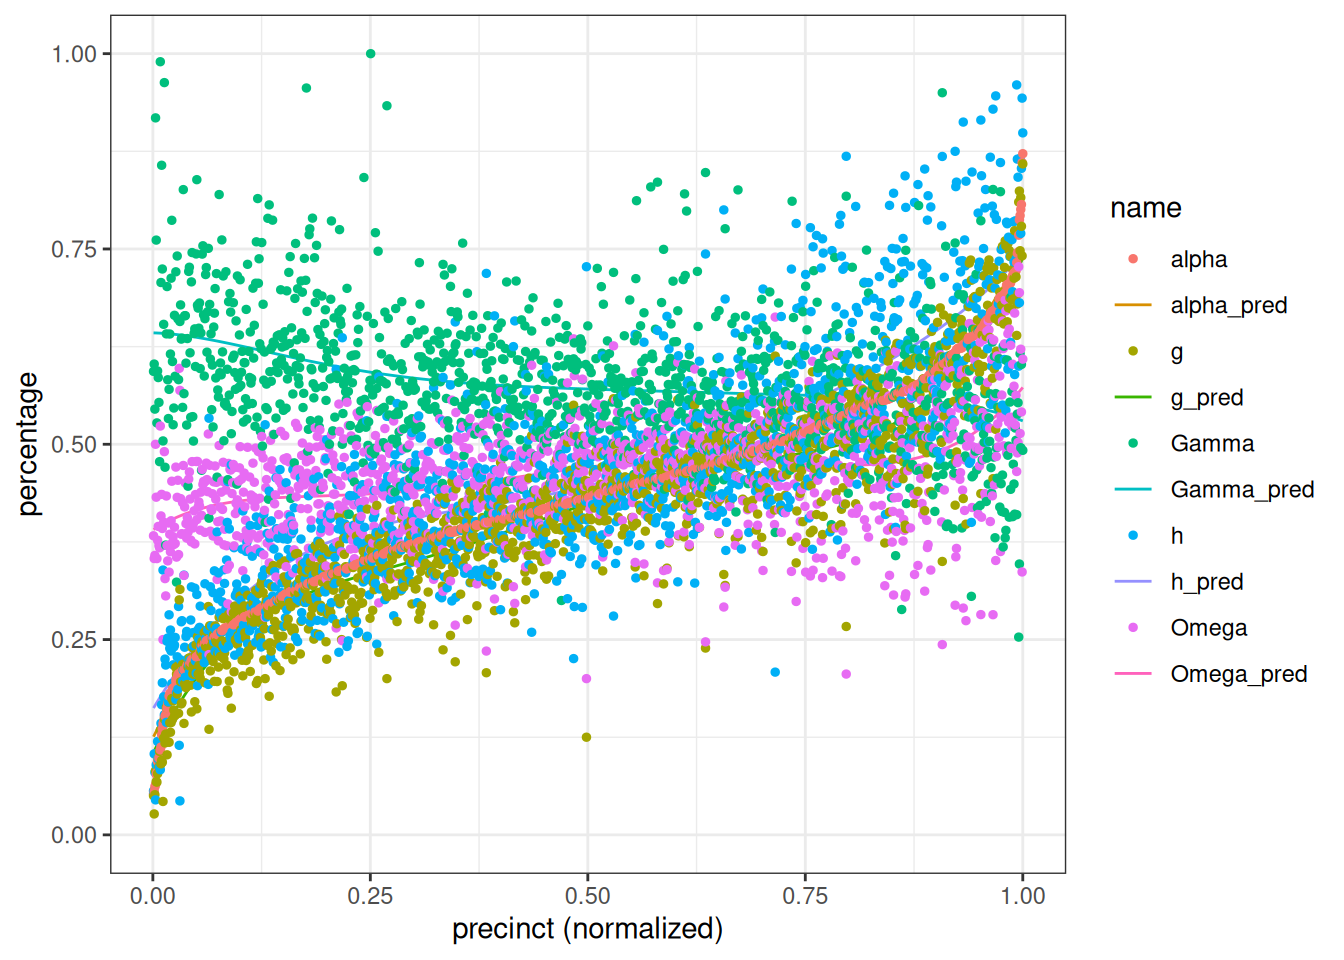 1.00
0.75
0.50
0.25
0.00
percentage
0.00 0.25 0.50 0.75 1.00
precinct (normalized)
name
alpha
alpha_pred
g
g_pred
Gamma
Gamma_pred
h
h_pred
Omega
Omega_pred